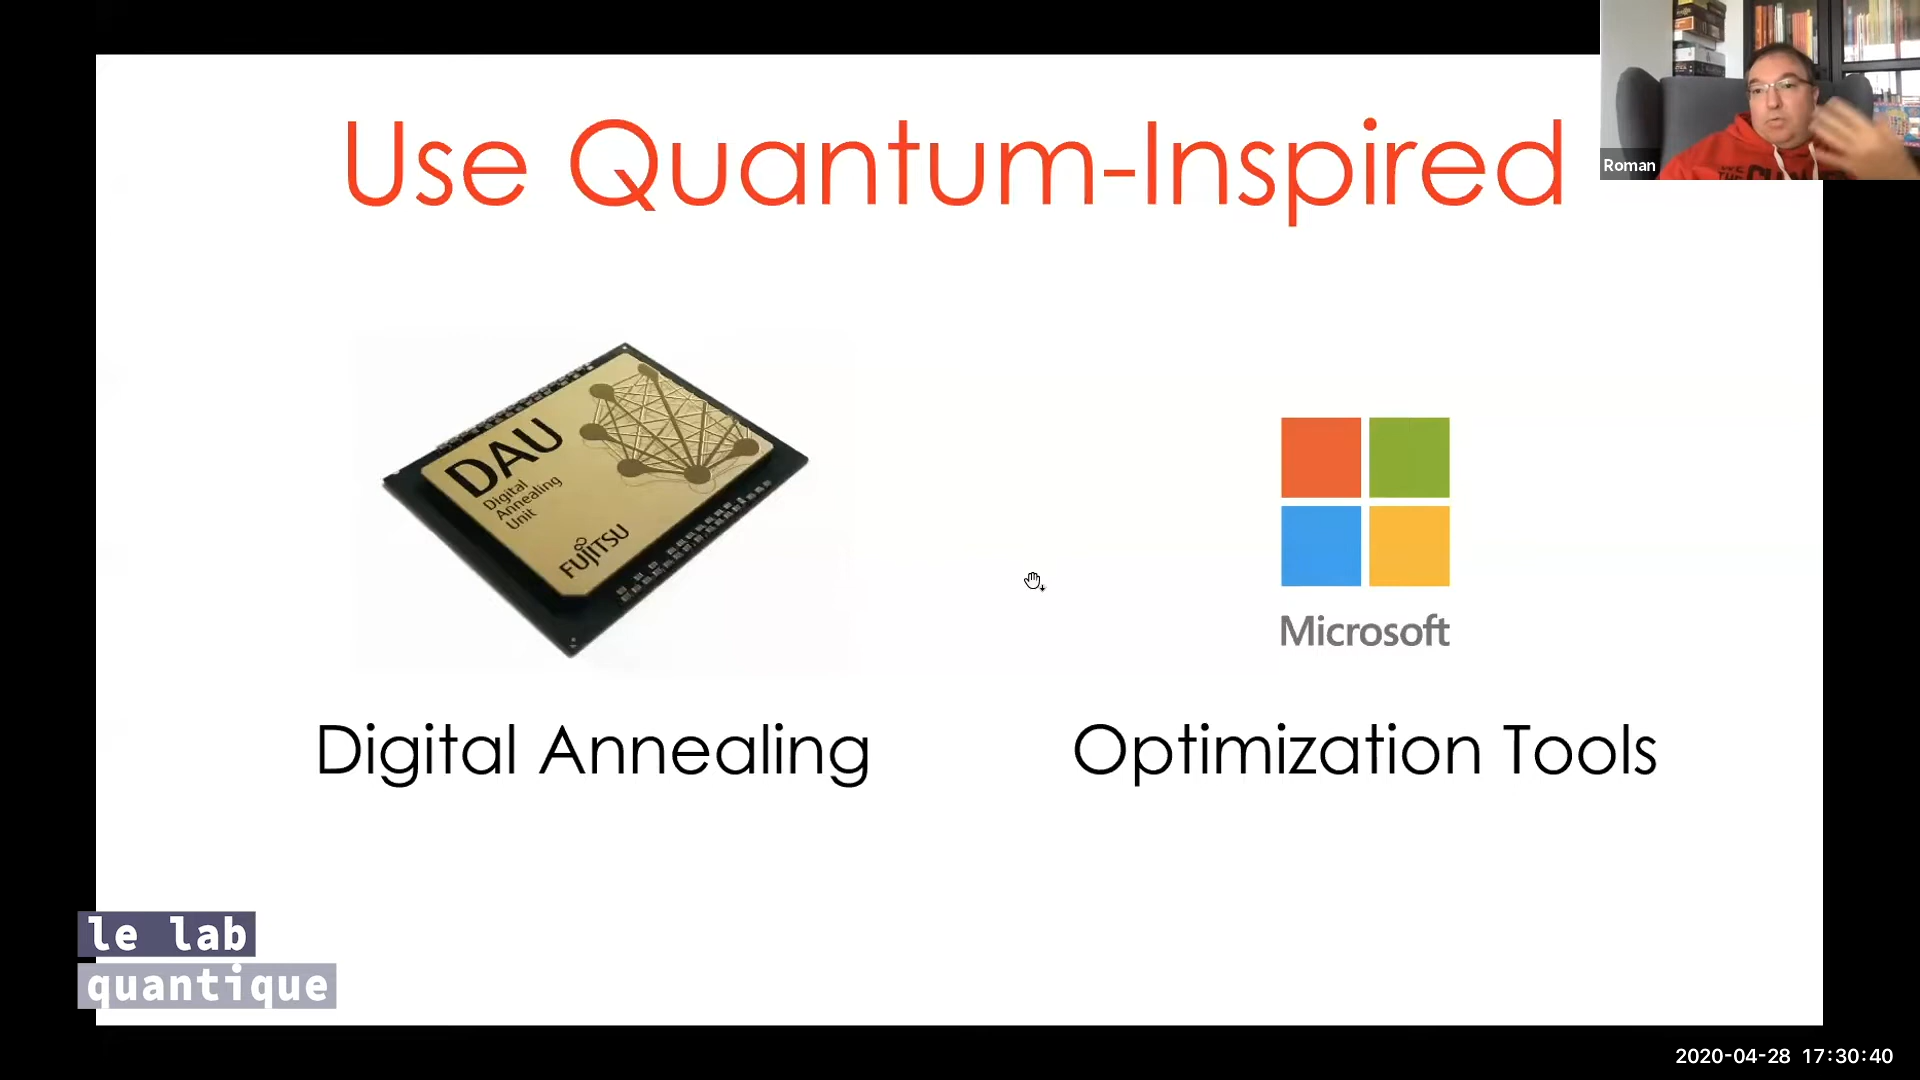 Use Quantum-Inspired
Roman
DAU
Digital
Annealing
Unit
FUJITSU
Microsoft
Digital Annealing
Optimization Tools
le lab
quantique
2020-04-28 17:30:40